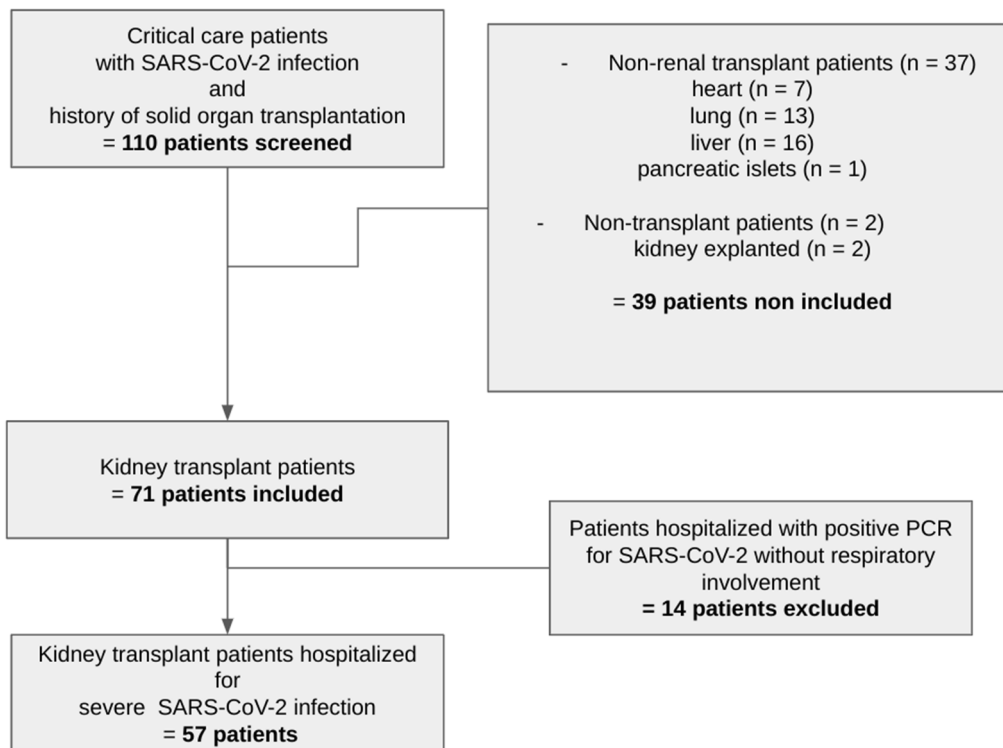 Critical care patients
with SARS-CoV-2 infection
and
history of solid organ transplantation
= 110 patients screened
- Non-renal transplant patients (n = 37)
heart (n = 7)
lung (n = 13)
liver (n = 16)
pancreatic islets (n = 1)
- Non-transplant patients (n = 2)
kidney explanted (n = 2)
= 39 patients non included
Kidney transplant patients
= 71 patients included
Patients hospitalized with positive PCR
for SARS-CoV-2 without respiratory
involvement
= 14 patients excluded
Kidney transplant patients hospitalized
for
severe SARS-CoV-2 infection
= 57 patients